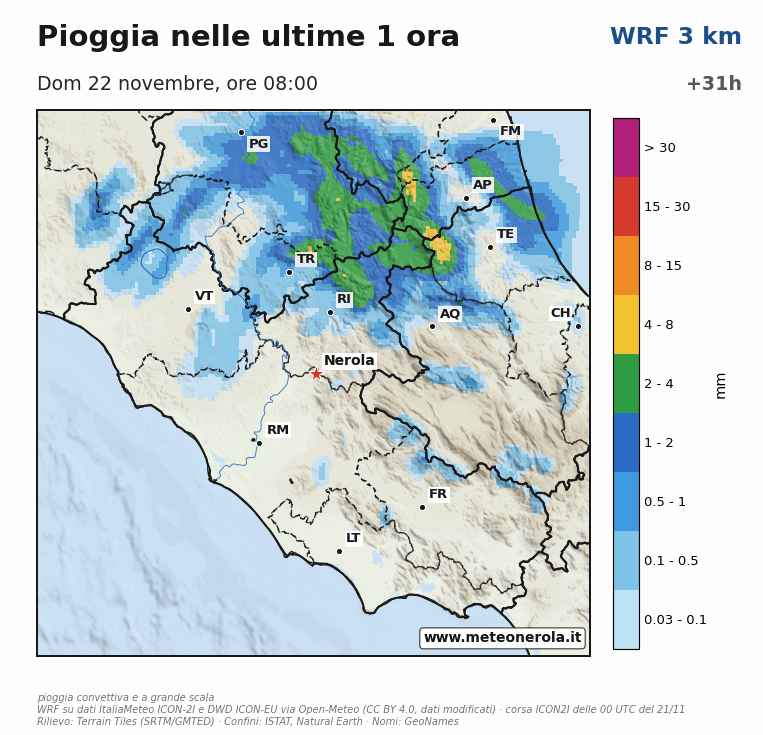 Pioggia nelle ultime 1 ora
WRF 3 km
Dom 22 novembre, ore 08:00
+31h
FM
PG
AP
TE
TR
VT
RI
AQ
CH.
Nerola
RM
FR
LT
www.meteonerola.it
> 30
15 - 30
8 - 15
4 - 8
2 - 4
1 - 2
0.5 - 1
0.1 - 0.5
0.03 - 0.1
mm
pioggia convettiva e a grande scala
WRF su dati ItaliaMeteo ICON-2I e DWD ICON-EU via Open-Meteo (CC BY 4.0, dati modificati) · corsa ICON2I delle 00 UTC del 21/11
Rilievo: Terrain Tiles (SRTM/GMTED) · Confini: ISTAT, Natural Earth · Nomi: GeoNames